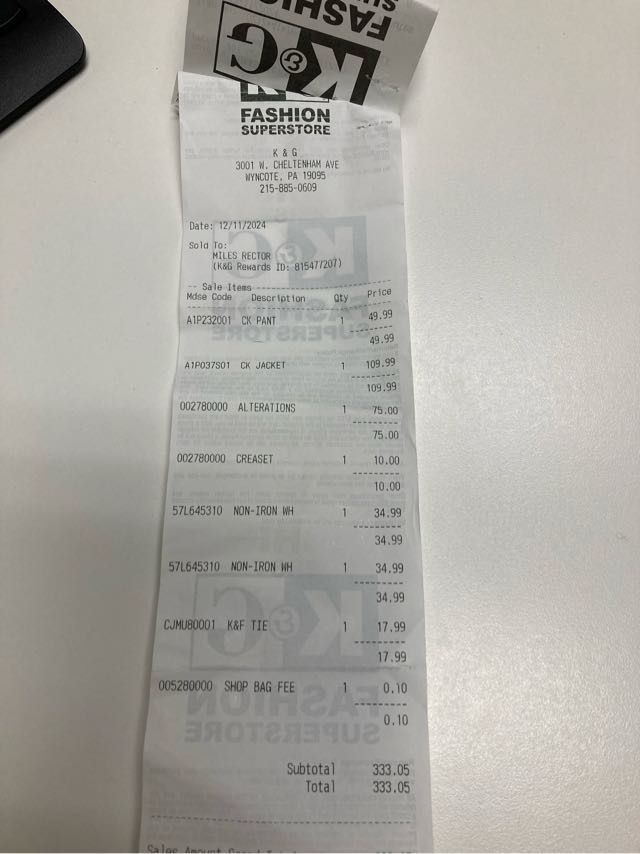 FASHION
K&G
FASHION
SUPERSTORE
K & G
3001 W. CHELTENHAM AVE
WYNCOTE, PA 19095
215-885-0609
Date: 12/11/2024
Sold To:
MILES RECTOR
(K&G Rewards ID: 815477207)
-- Sale Items
Mdse Code Description Qty Price
A1P232001 CK PANT 1 49.99
49.99
A1P037S01 CK JACKET 1 109.99
109.99
002780000 ALTERATIONS 1 75.00
75.00
002780000 CREASET 1 10.00
10.00
57L645310 NON-IRON WH 1 34.99
34.99
57L645310 NON-IRON WH 1 34.99
34.99
CJMU80001 K&F TIE 1 17.99
17.99
005280000 SHOP BAG FEE 1 0.10
0.10
Subtotal 333.05
Total 333.05
Sales Amount